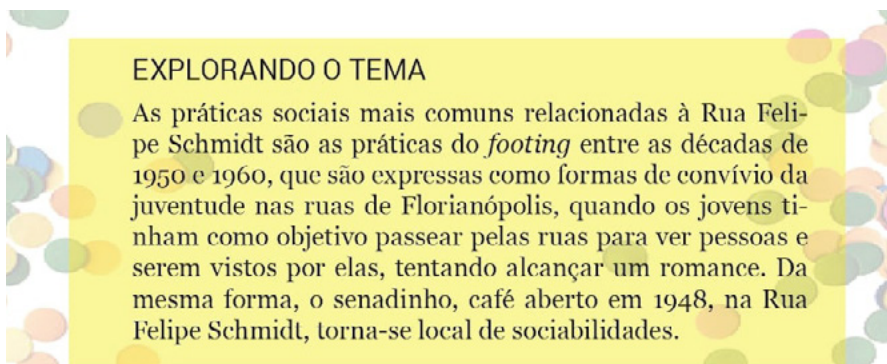 EXPLORANDO O TEMA
As práticas sociais mais comuns relacionadas à Rua Feli-
pe Schmidt são as práticas do footing entre as décadas de
1950 e 1960, que são expressas como formas de convívio da
juventude nas ruas de Florianópolis, quando os jovens ti-
nham como objetivo passear pelas ruas para ver pessoas e
serem vistos por elas, tentando alcançar um romance. Da
mesma forma, o senadinho, café aberto em 1948, na Rua
Felipe Schmidt, torna-se local de sociabilidades.